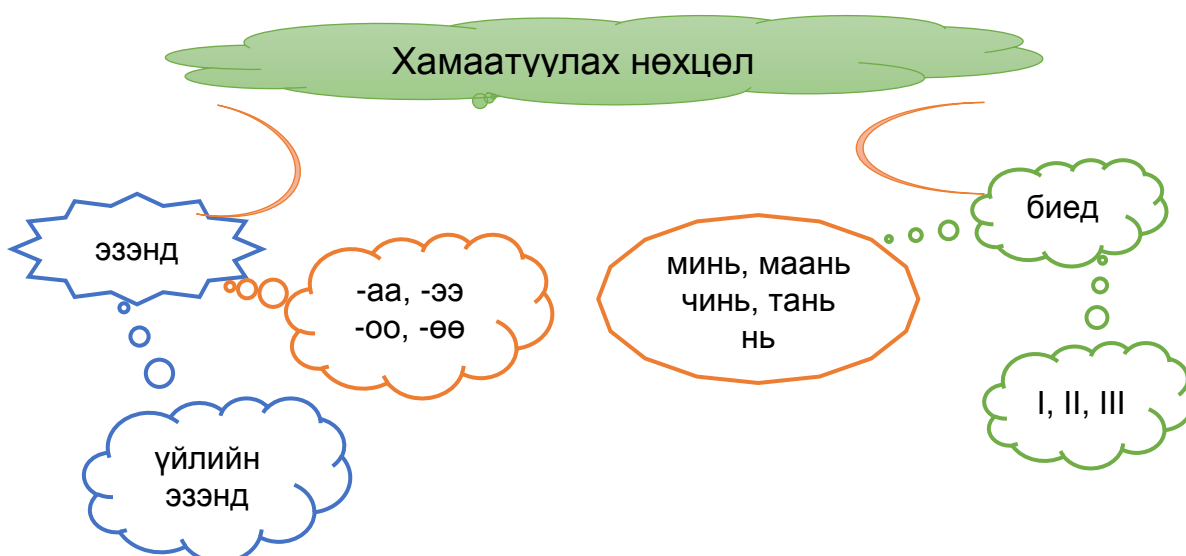 Хамаатуулах нөхцөл
эзэнд
-аа, -ээ
-оо, -өө
үйлийн
эзэнд
минь, маань
чинь, тань
нь
биед
I, II, III